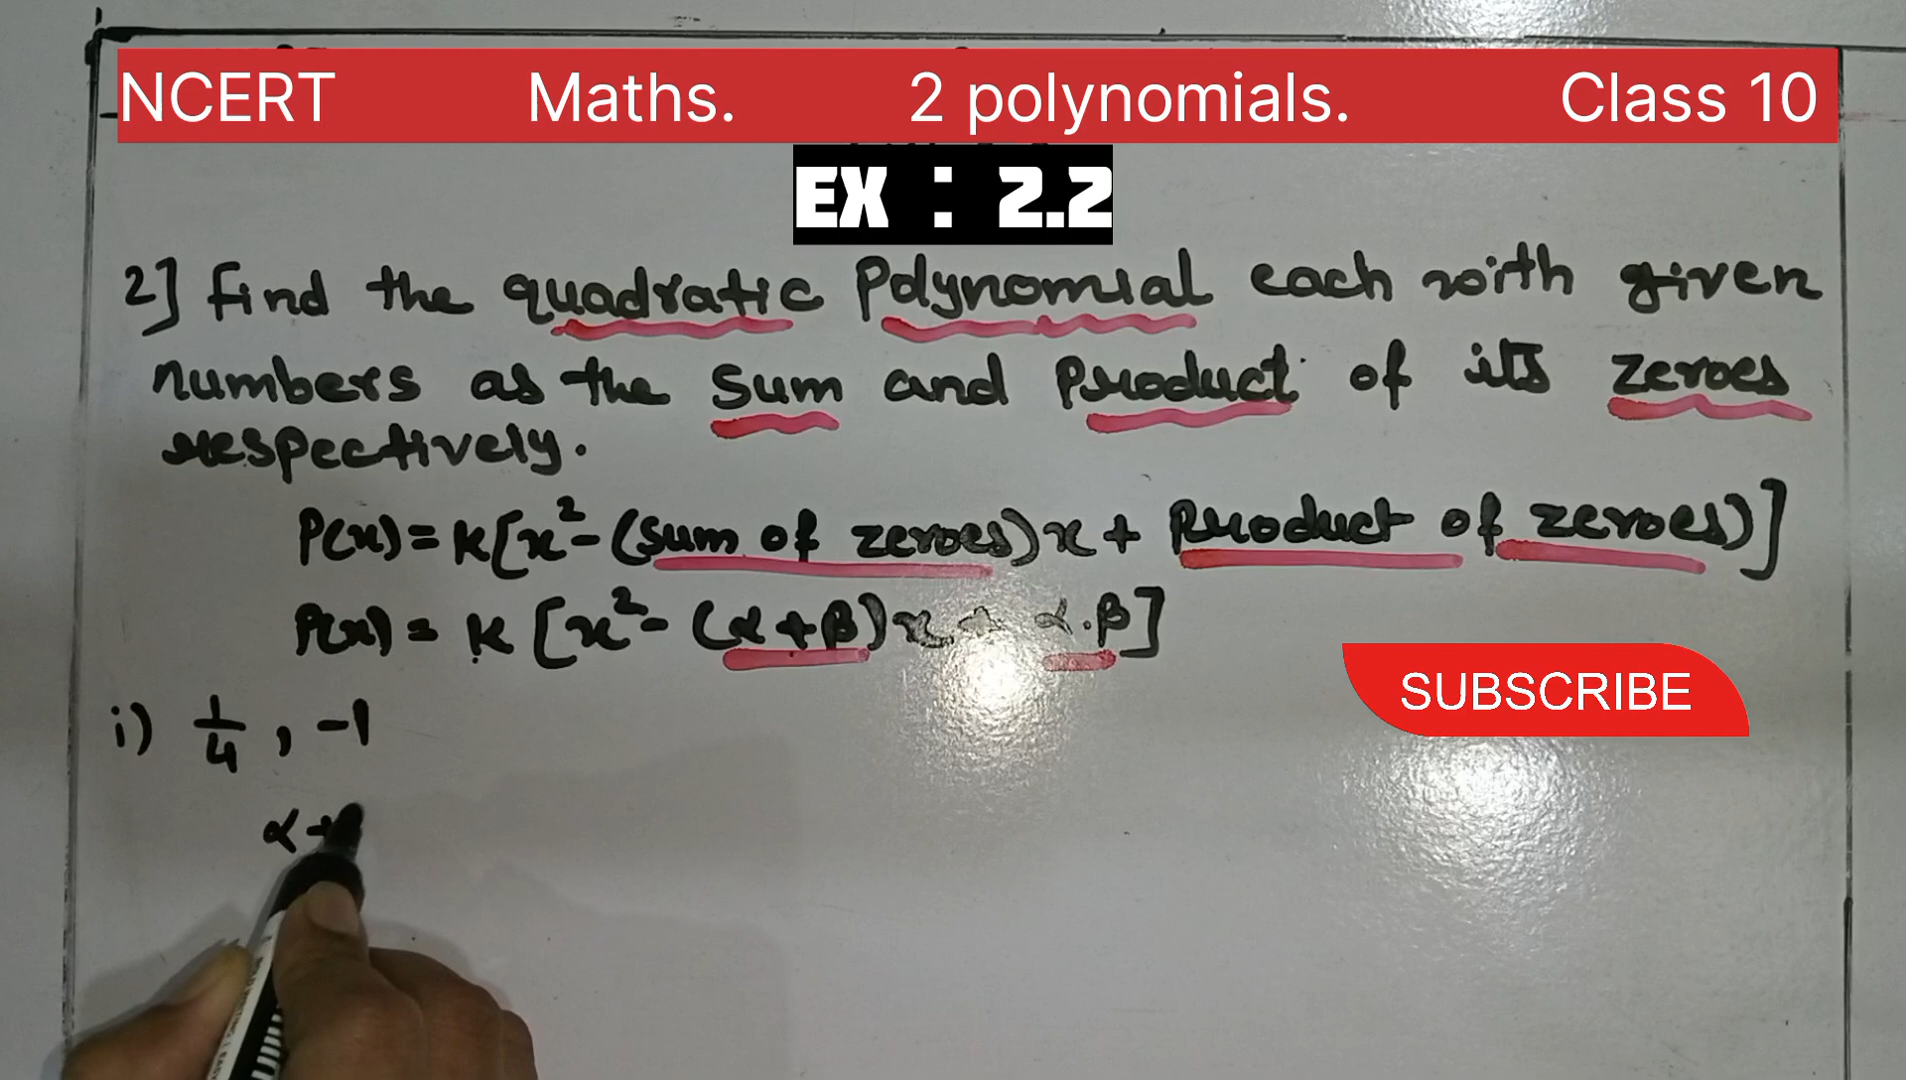 NCERT Maths. 2 polynomials. Class 10
EX : 2.2
2] Find the quadratic Polynomial each with given
numbers as the sum and Product of its zeroes
respectively.
P(x) = K[x²-(sum of zeroes)x + Product of zeroes)]
P(x) = K [x²- (α+β)x + α.β]
SUBSCRIBE
i) 1/4 , -1
α +